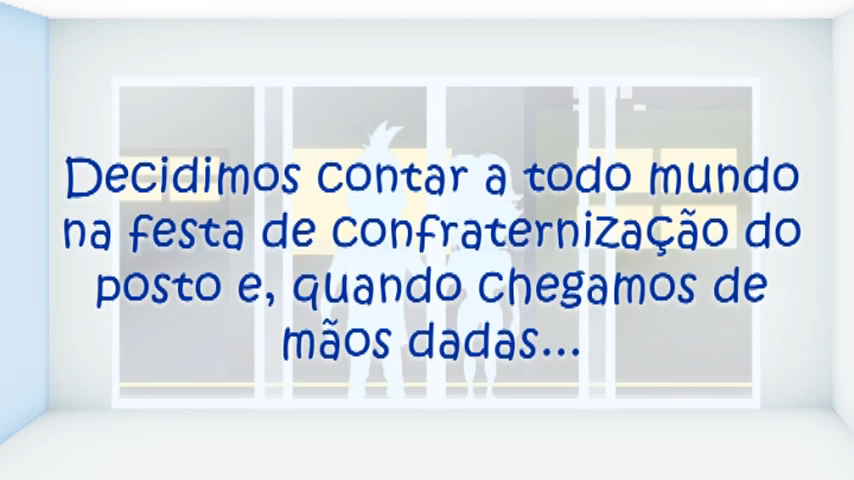 Decidimos contar a todo mundo
na festa de confraternização do
posto e, quando chegamos de
mãos dadas...